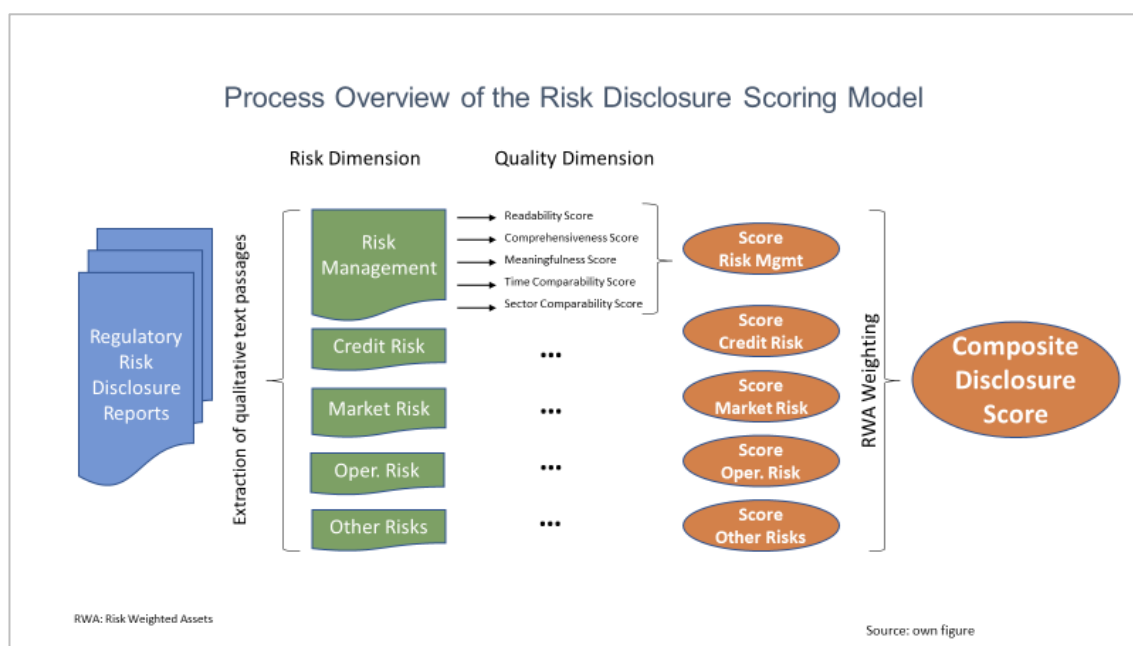 Process Overview of the Risk Disclosure Scoring Model
Risk Dimension
Quality Dimension
Regulatory
Risk
Disclosure
Reports
Extraction of qualitative text passages
Risk
Management
Readability Score
Comprehensiveness Score
Meaningfulness Score
Time Comparability Score
Sector Comparability Score
Score
Risk Mgmt
Credit Risk
...
Score
Credit Risk
Market Risk
...
Score
Market Risk
Oper. Risk
...
Score
Oper. Risk
Other Risks
...
Score
Other Risks
RWA Weighting
Composite
Disclosure
Score
RWA: Risk Weighted Assets
Source: own figure